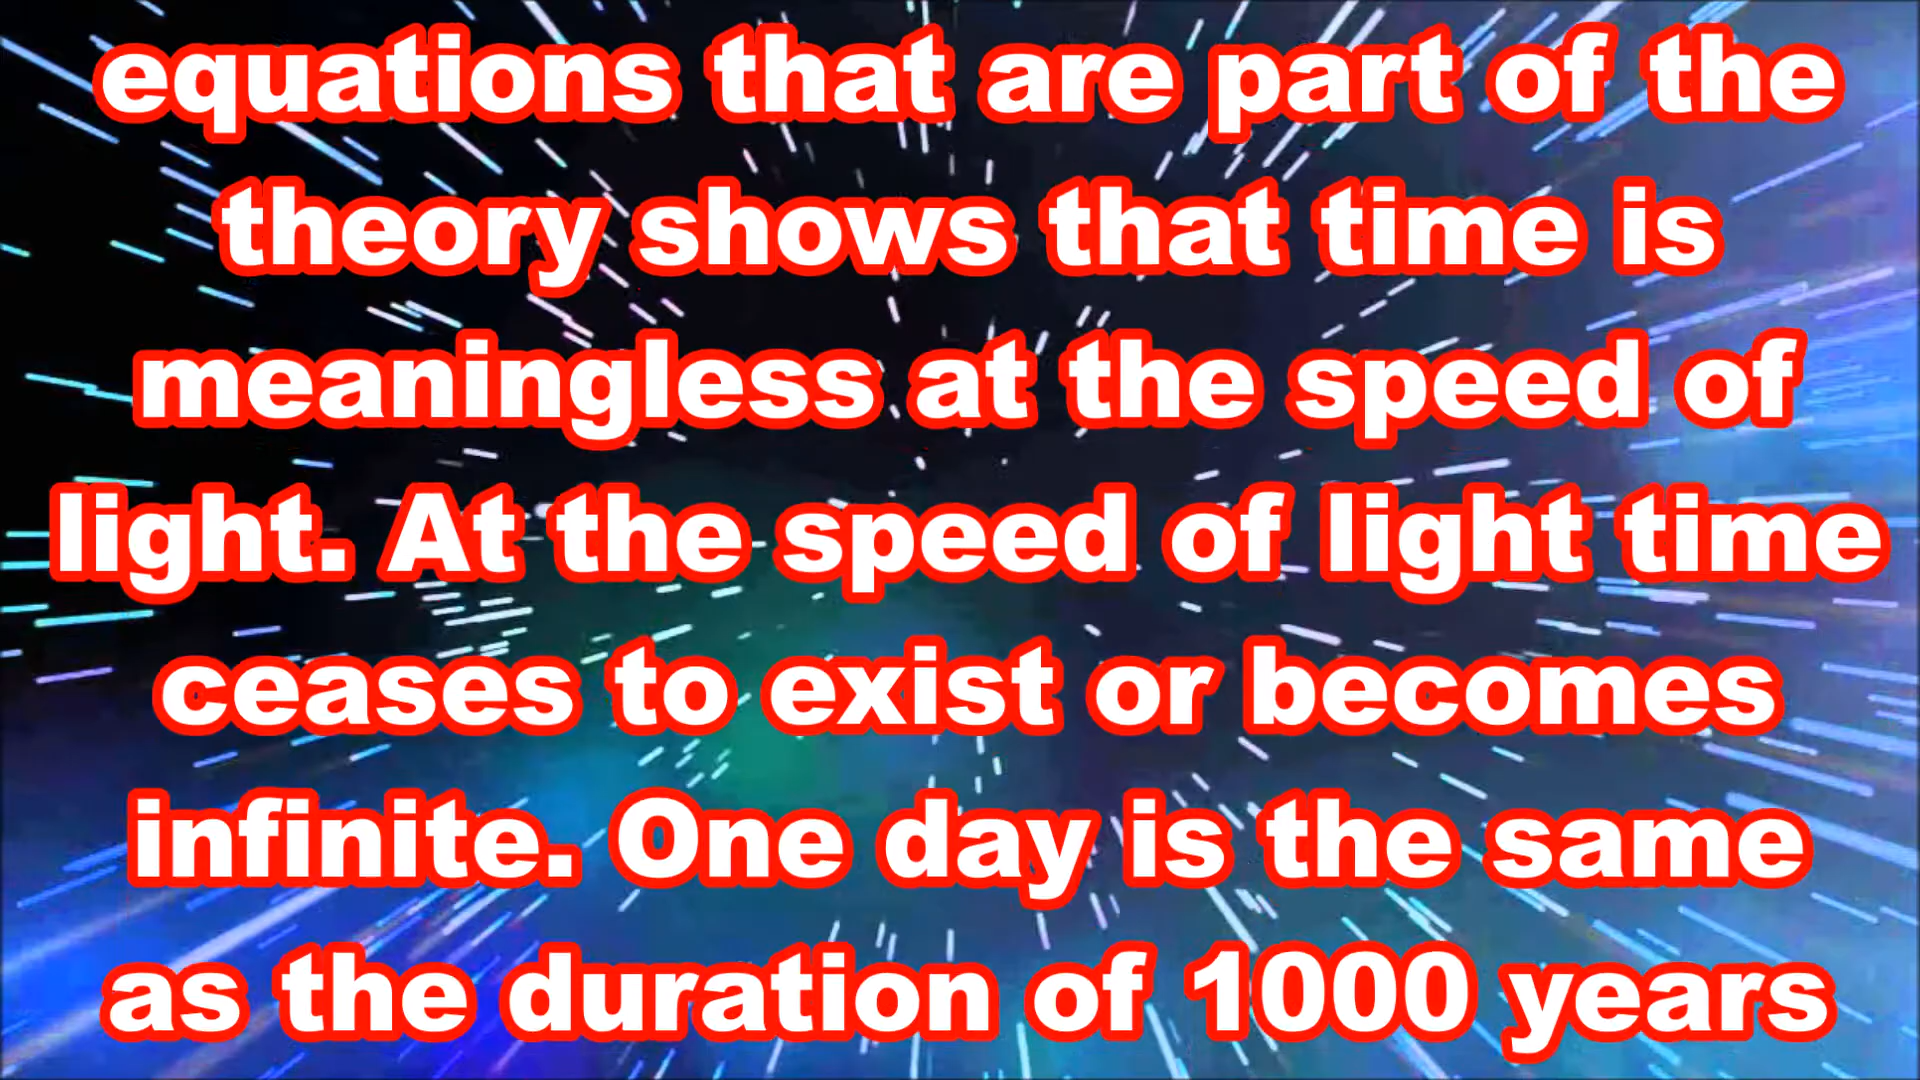 equations that are part of the
theory shows that time is
meaningless at the speed of
light. At the speed of light time
ceases to exist or becomes
infinite. One day is the same
as the duration of 1000 years